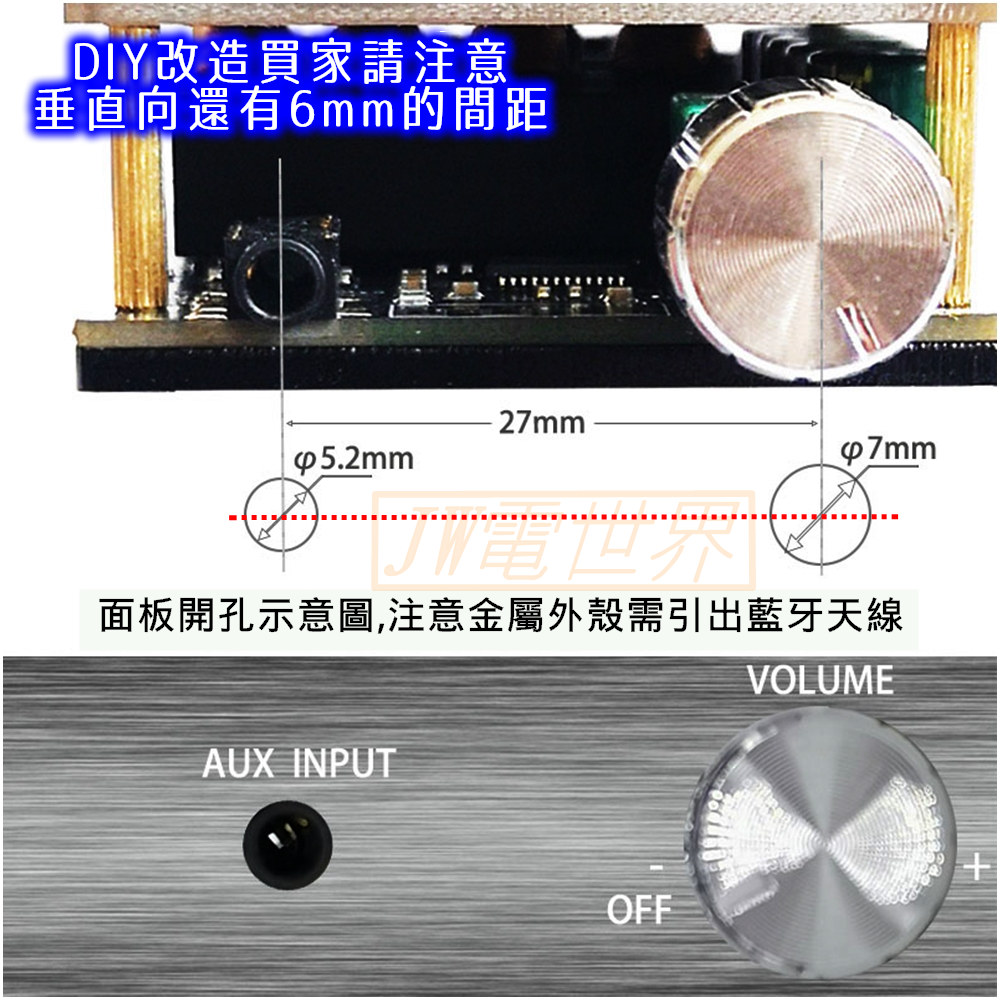 DIY改造買家請注意
垂直向還有6mm的間距
27mm
φ5.2mm
φ7mm
JW電世界
面板開孔示意圖,注意金屬外殼需引出藍牙天線
VOLUME
AUX INPUT
- +
OFF